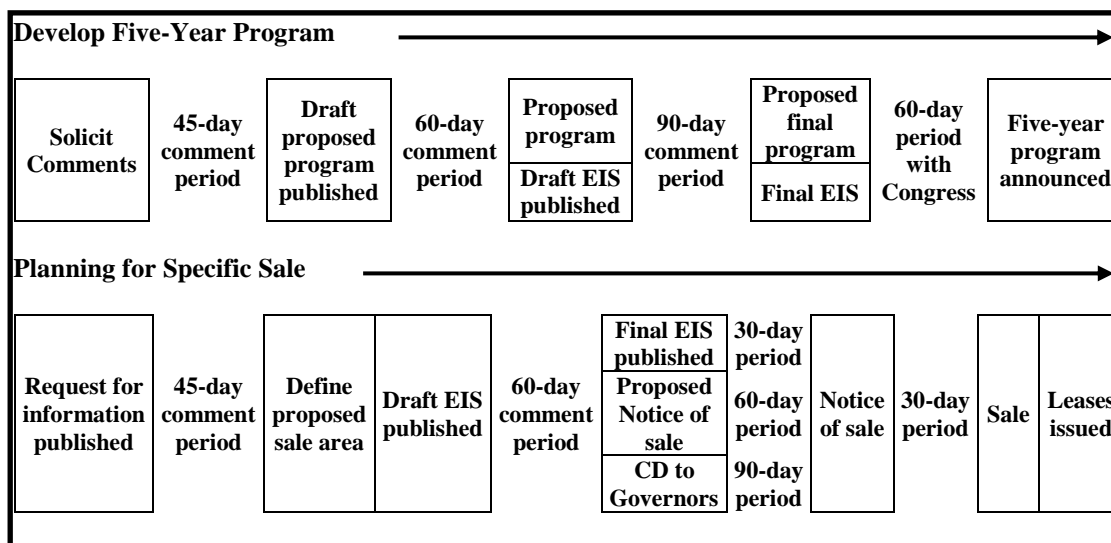 Develop Five-Year Program
Solicit
Comments
45-day
comment
period
Draft
proposed
program
published
60-day
comment
period
Proposed
program
Draft EIS
published
90-day
comment
period
Proposed
final
program
Final EIS
60-day
period
with
Congress
Five-year
program
announced
Planning for Specific Sale
Request for
information
published
45-day
comment
period
Define
proposed
sale area
Draft EIS
published
60-day
comment
period
Final EIS
published
Proposed
Notice of
sale
CD to
Governors
30-day
period
60-day
period
90-day
period
Notice
of sale
30-day
period
Sale
Leases
issued